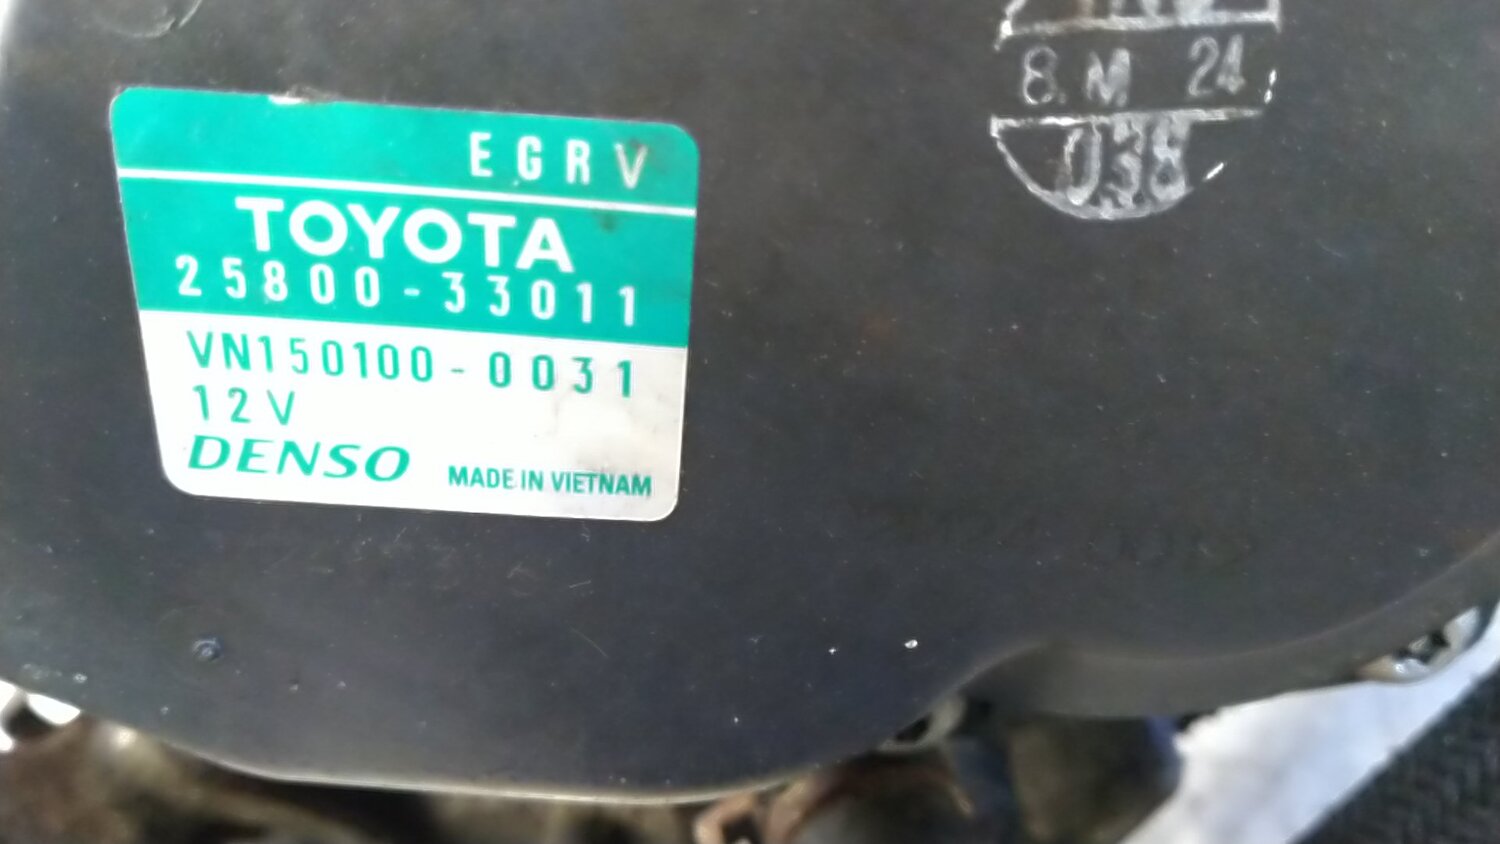 EGRV
TOYOTA
25800-33011
VN150100-0031
12V
DENSO MADE IN VIETNAM
8.M 24
038